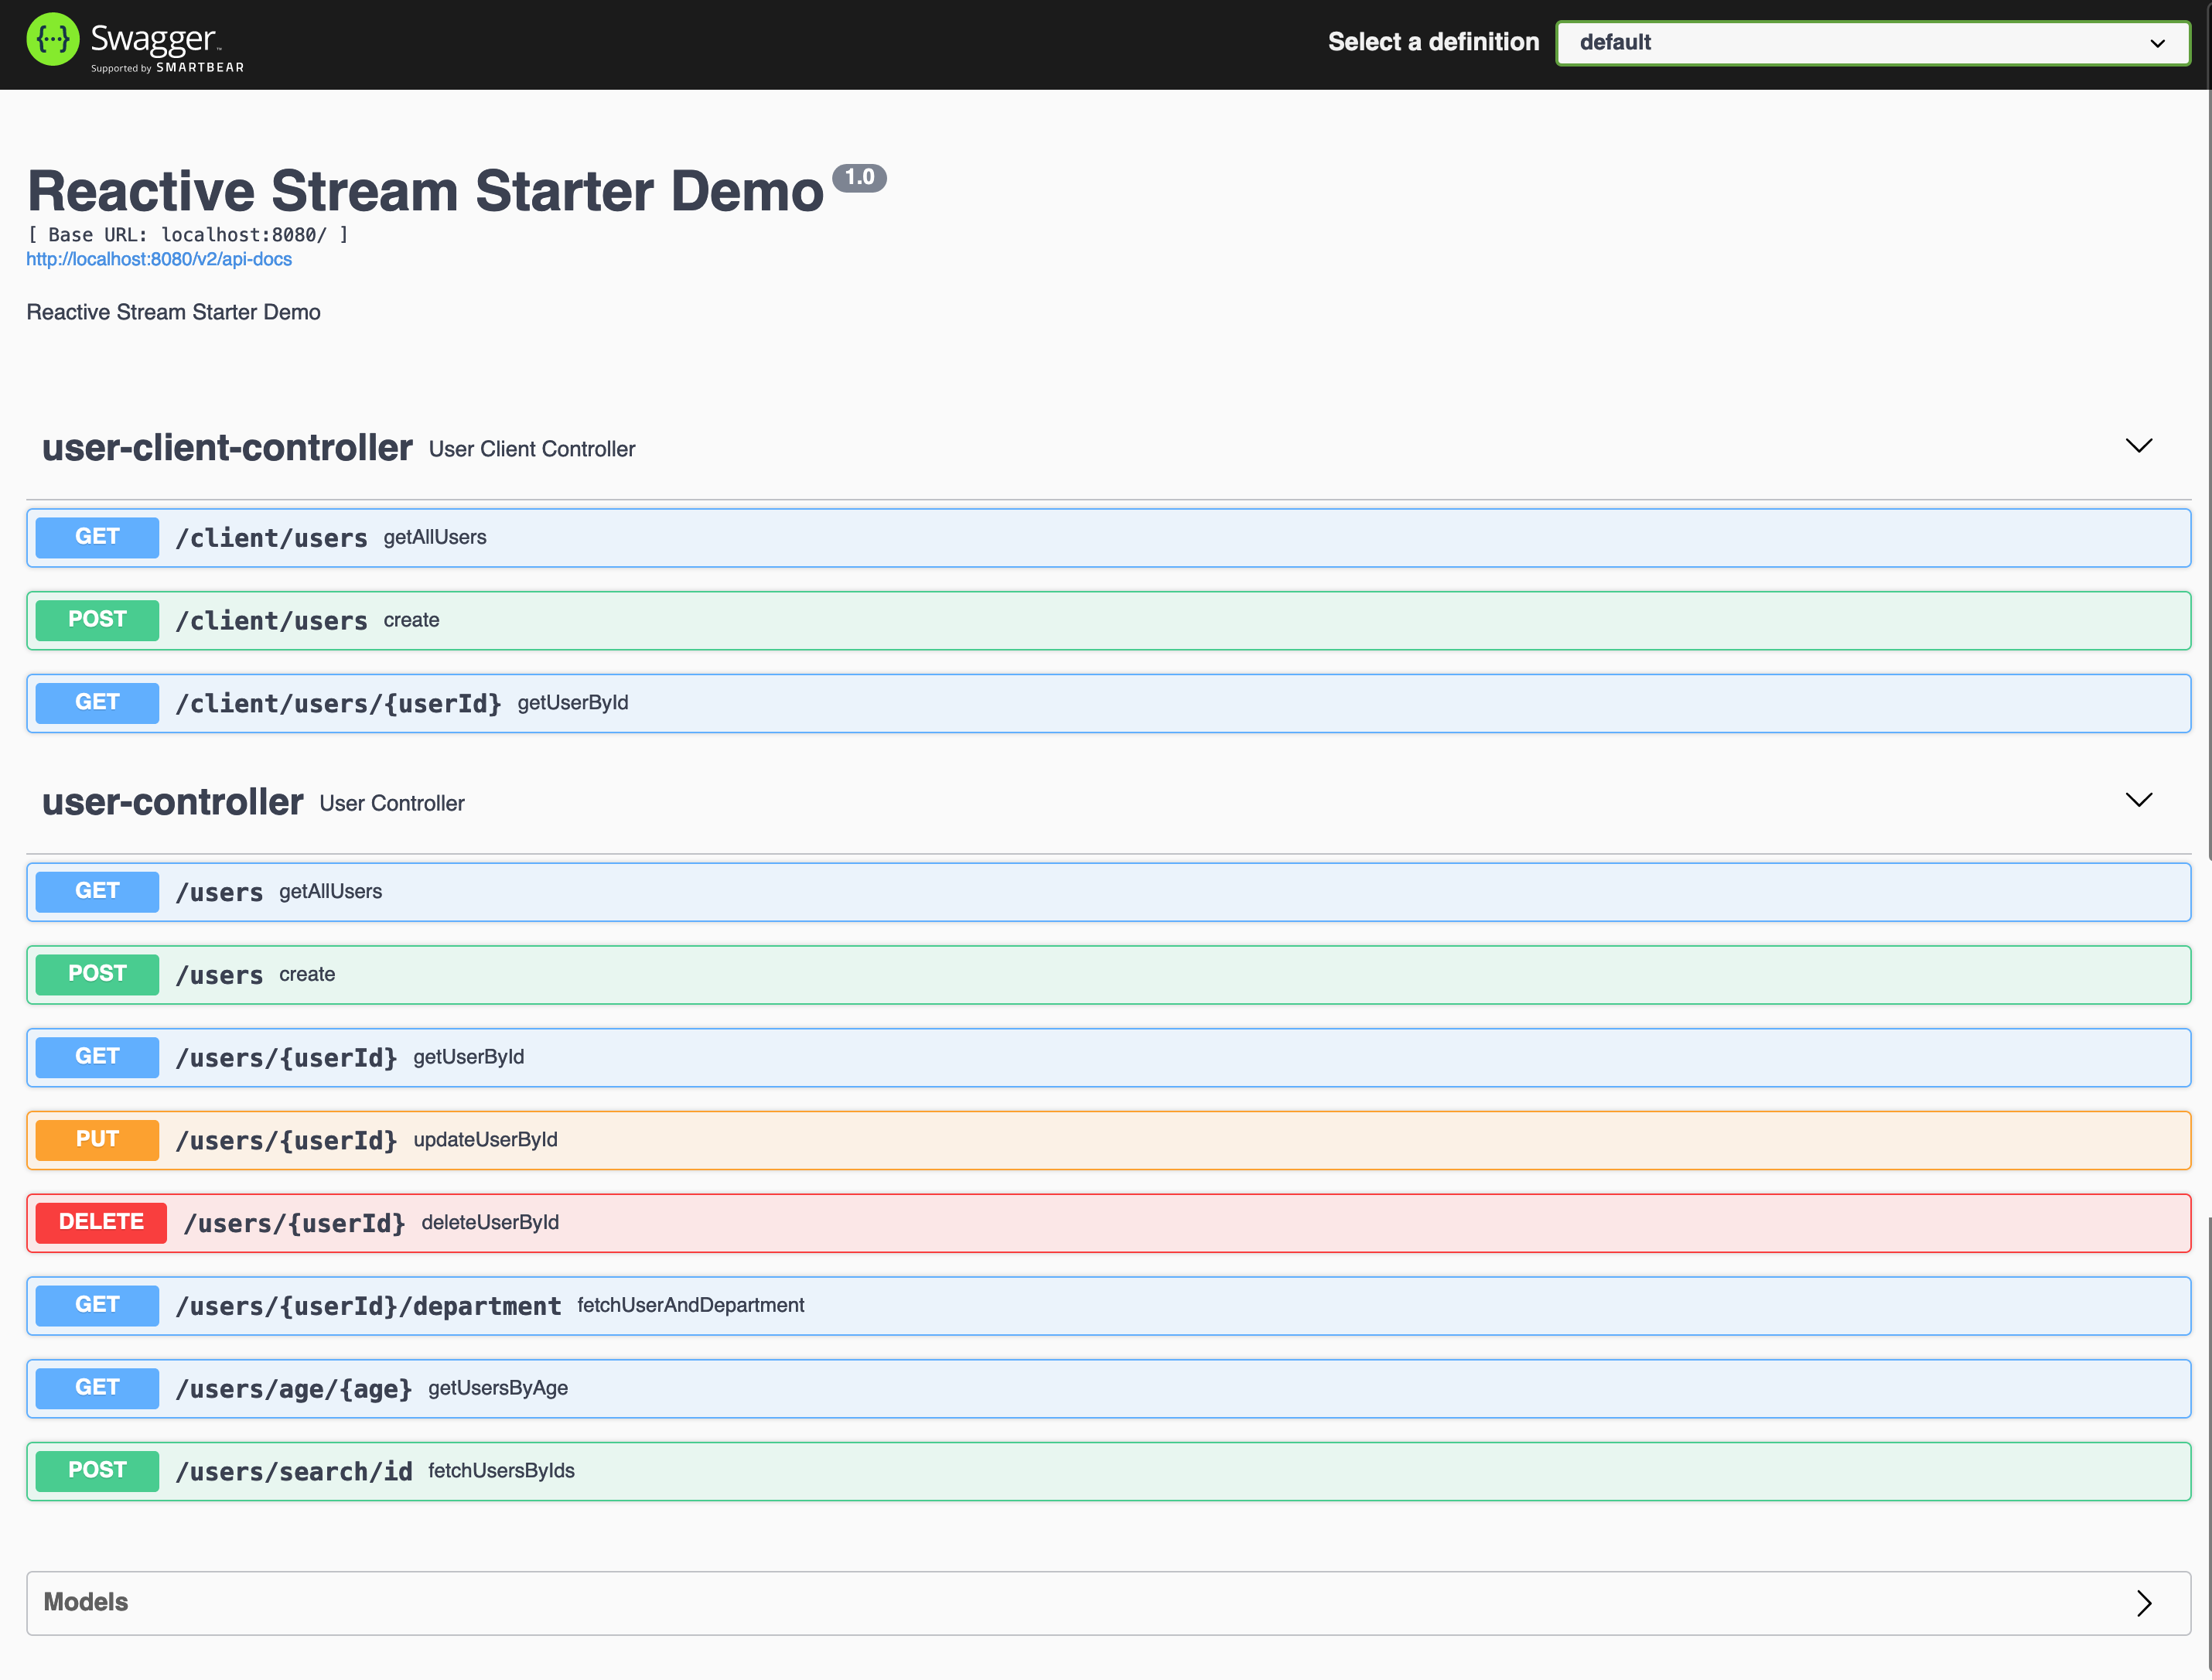 {···} Swagger™
Supported by SMARTBEAR
Select a definition default
Reactive Stream Starter Demo 1.0
[ Base URL: localhost:8080/ ]
http://localhost:8080/v2/api-docs
Reactive Stream Starter Demo
user-client-controller User Client Controller
GET /client/users getAllUsers
POST /client/users create
GET /client/users/{userId} getUserById
user-controller User Controller
GET /users getAllUsers
POST /users create
GET /users/{userId} getUserById
PUT /users/{userId} updateUserById
DELETE /users/{userId} deleteUserById
GET /users/{userId}/department fetchUserAndDepartment
GET /users/age/{age} getUsersByAge
POST /users/search/id fetchUsersByIds
Models